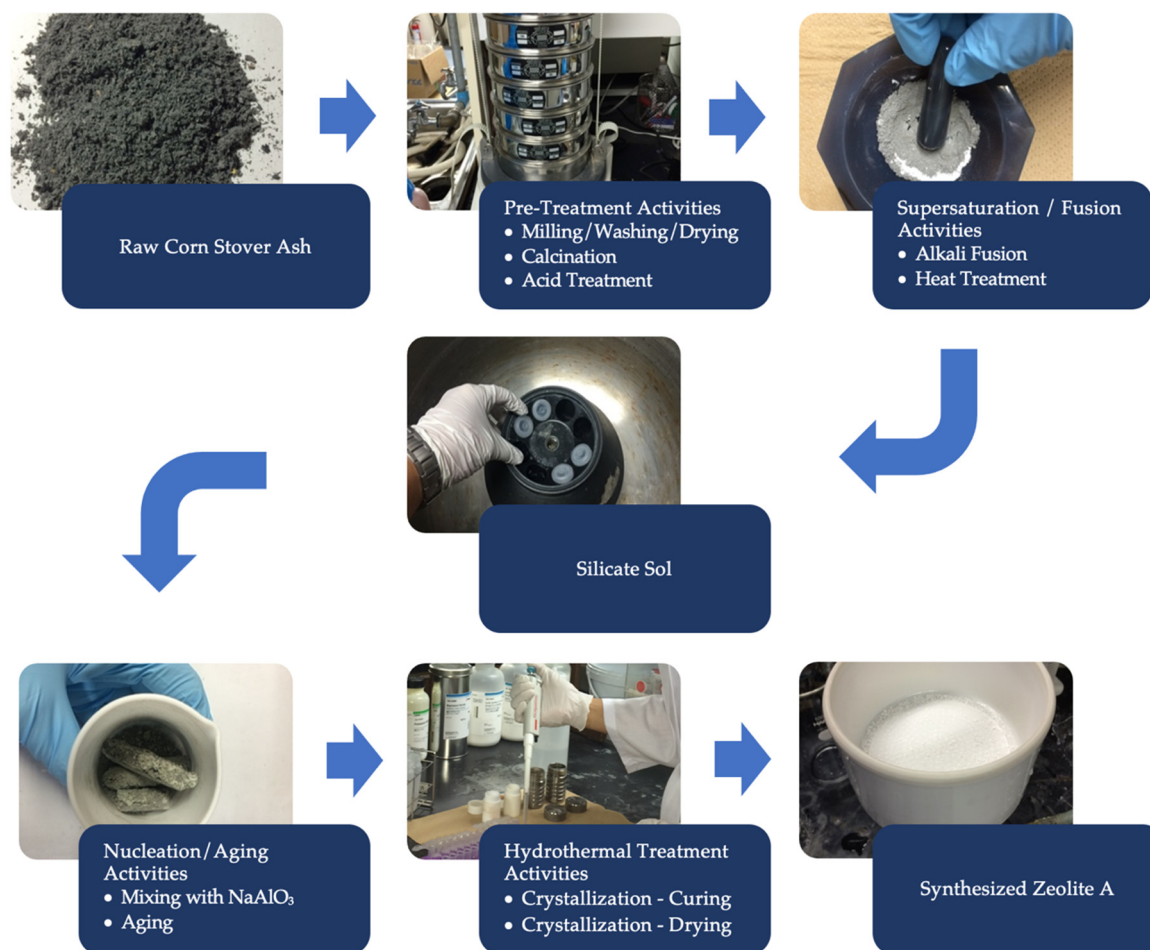 Raw Corn Stover Ash
Pre-Treatment Activities
• Milling/Washing/Drying
• Calcination
• Acid Treatment
Supersaturation / Fusion
Activities
• Alkali Fusion
• Heat Treatment
Silicate Sol
Nucleation/Aging
Activities
• Mixing with NaAlO₃
• Aging
Hydrothermal Treatment
Activities
• Crystallization - Curing
• Crystallization - Drying
Synthesized Zeolite A